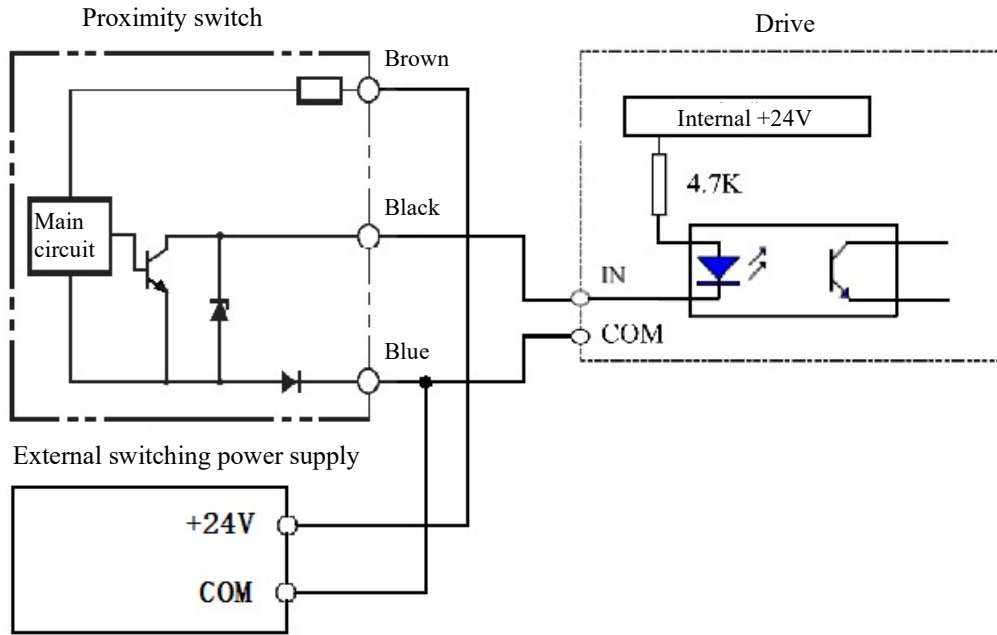 Proximity switch
Drive
Brown
Internal +24V
4.7K
Black
Main
circuit
IN
COM
Blue
External switching power supply
+24V
COM